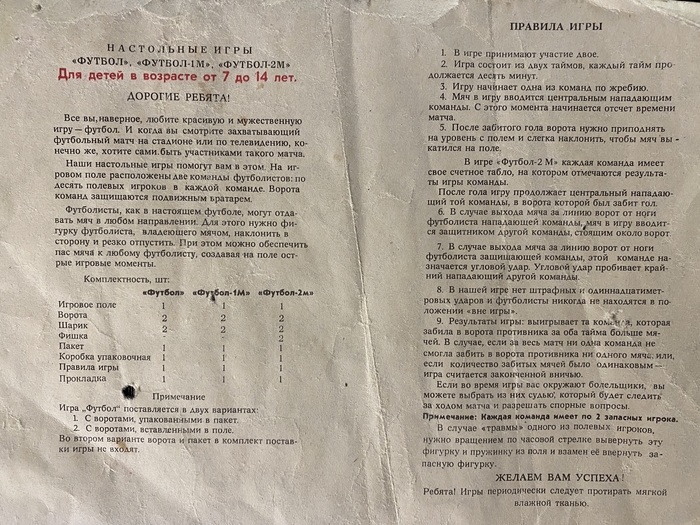 НАСТОЛЬНЫЕ ИГРЫ
«ФУТБОЛ», «ФУТБОЛ-1М», «ФУТБОЛ-2М»
Для детей в возрасте от 7 до 14 лет.
ДОРОГИЕ РЕБЯТА!
Все вы, наверное, любите красивую и мужественную
игру — футбол. И когда вы смотрите захватывающий
футбольный матч на стадионе или по телевидению, ко-
нечно же, хотите сами быть участниками такого матча.
Наши настольные игры помогут вам в этом. На иг-
ровом поле расположены две команды футболистов: по
десять полевых игроков в каждой команде. Ворота
команд защищаются подвижным вратарем.
Футболисты, как в настоящем футболе, могут отда-
вать мяч в любом направлении. Для этого нужно фи-
гурку футболиста, владеющего мячом, наклонить в
сторону и резко отпустить. При этом можно обеспечить
пас мяча к любому футболисту, создавая на поле ост-
рые игровые моменты.
Комплектность, шт:
«Футбол» «Футбол-1М» «Футбол-2м»
Игровое поле 1 1 1
Ворота 2 2 2
Шарик 2 2 2
Фишка - - 2
Пакет 1 1 1
Коробка упаковочная 1 1 1
Правила игры 1 1 1
Прокладка 1 1 1
Примечание
Игра „Футбол" поставляется в двух вариантах:
1. С воротами, упакованными в пакет.
2. С воротами, вставленными в поле.
Во втором варианте ворота и пакет в комплект постав-
ки игры не входят.
ПРАВИЛА ИГРЫ
1. В игре принимают участие двое.
2. Игра состоит из двух таймов, каждый тайм про-
должается десять минут.
3. Игру начинает одна из команд по жребию.
4. Мяч в игру вводится центральным нападающим
команды. С этого момента начинается отсчет времени
матча.
5. После забитого гола ворота нужно приподнять
на уровень с полем и слегка наклонить, чтобы мяч вы-
катился на поле.
В игре «Футбол-2 М» каждая команда имеет
свое счетное табло, на котором отмечаются результа-
ты игры команды.
После гола игру продолжает центральный нападаю-
щий той команды, в ворота которой был забит гол.
6. В случае выхода мяча за линию ворот от ноги
футболиста нападающей команды, мяч в игру вводит-
ся защитником другой команды, стоящим около ворот.
7. В случае выхода мяча за линию ворот от ноги
футболиста защищающей команды, этой команде на-
значается угловой удар. Угловой удар пробивает край-
ний нападающий другой команды.
8. В нашей игре нет штрафных и одиннадцатимет-
ровых ударов и футболисты никогда не находятся в по-
ложении «вне игры».
9. Результаты игры: выигрывает та команда, которая
забила в ворота противника за оба тайма больше мя-
чей. В случае, если за весь матч ни одна команда не
смогла забить в ворота противника ни одного мяча, или,
если количество забитых мячей было одинаковым —
игра считается законченной вничью.
Если во время игры вас окружают болельщики, вы
можете выбрать из них судью, который будет следить
за ходом матча и разрешать спорные вопросы.
Примечание: Каждая команда имеет по 2 запасных игрока.
В случае «травмы» одного из полевых игроков,
нужно вращением по часовой стрелке вывернуть эту
фигурку и пружинку из поля и взамен её ввернуть за-
пасную фигурку.
ЖЕЛАЕМ ВАМ УСПЕХА!
Ребята! Игры периодически следует протирать мягкой
влажной тканью.